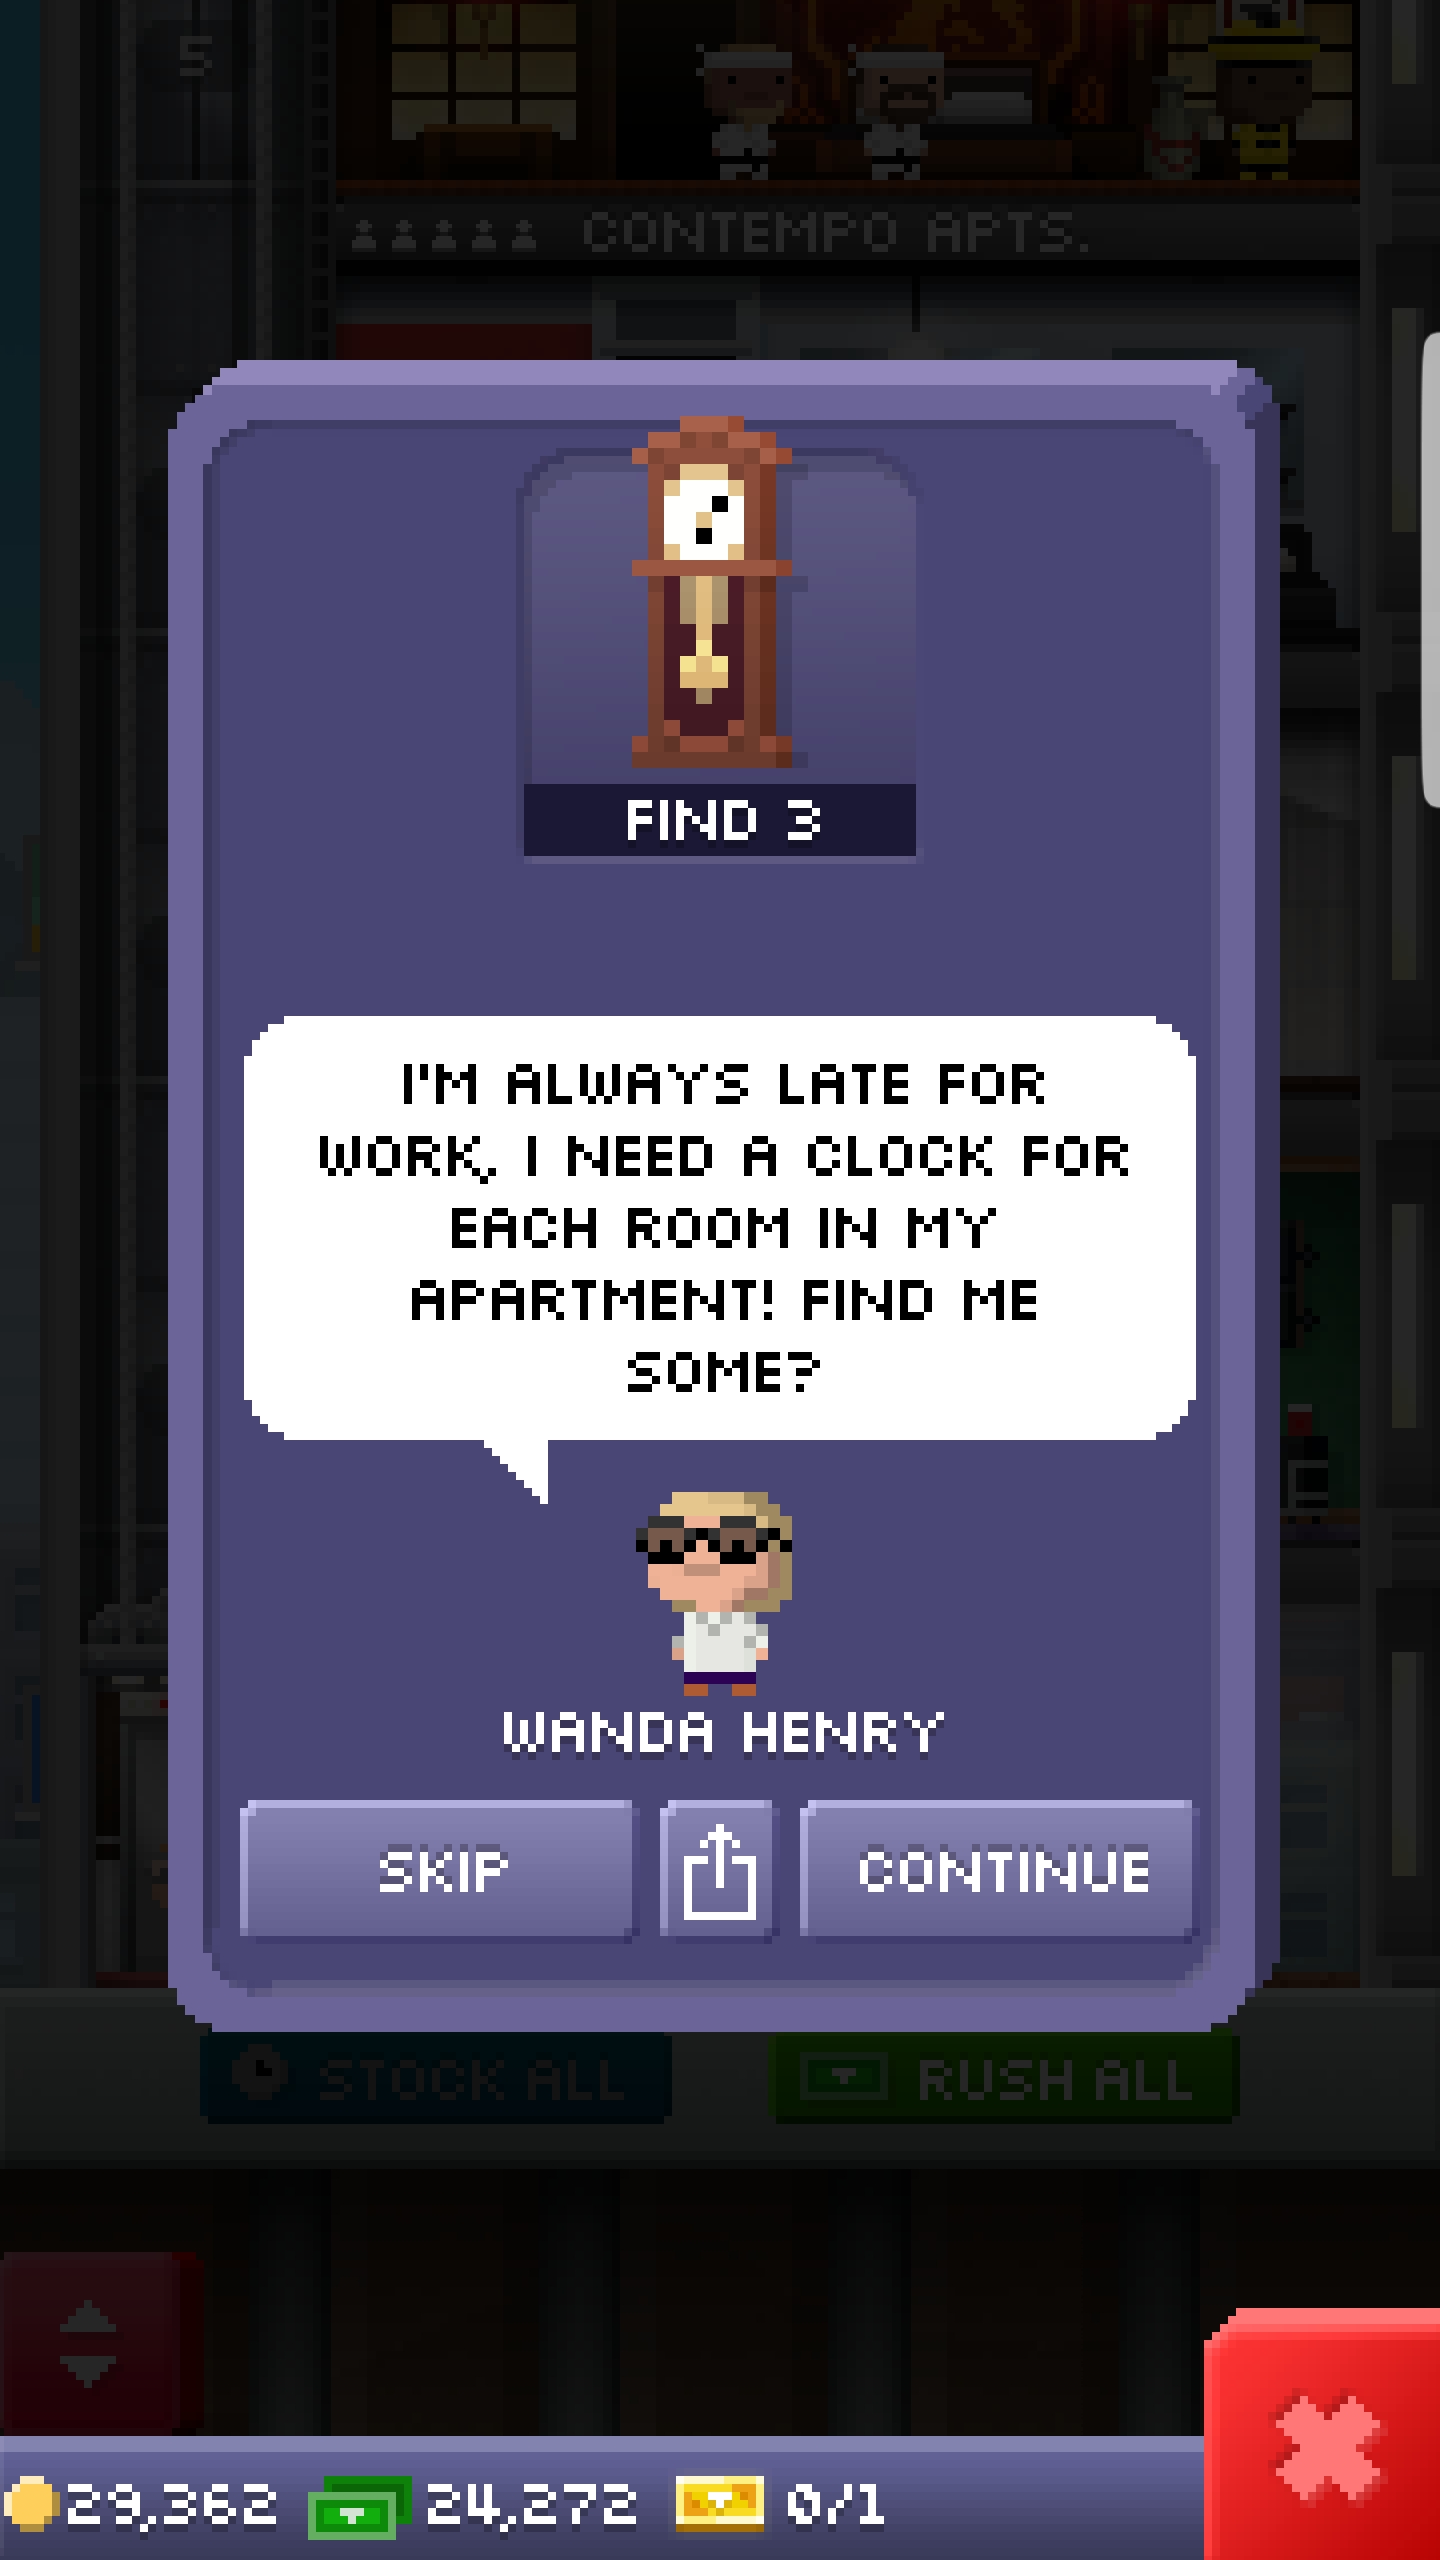 5
CONTEMPO APTS.
FIND 3
I'M ALWAYS LATE FOR
WORK, I NEED A CLOCK FOR
EACH ROOM IN MY
APARTMENT! FIND ME
SOME?
WANDA HENRY
SKIP
CONTINUE
STOCK ALL
RUSH ALL
29,362 24,272 0/1